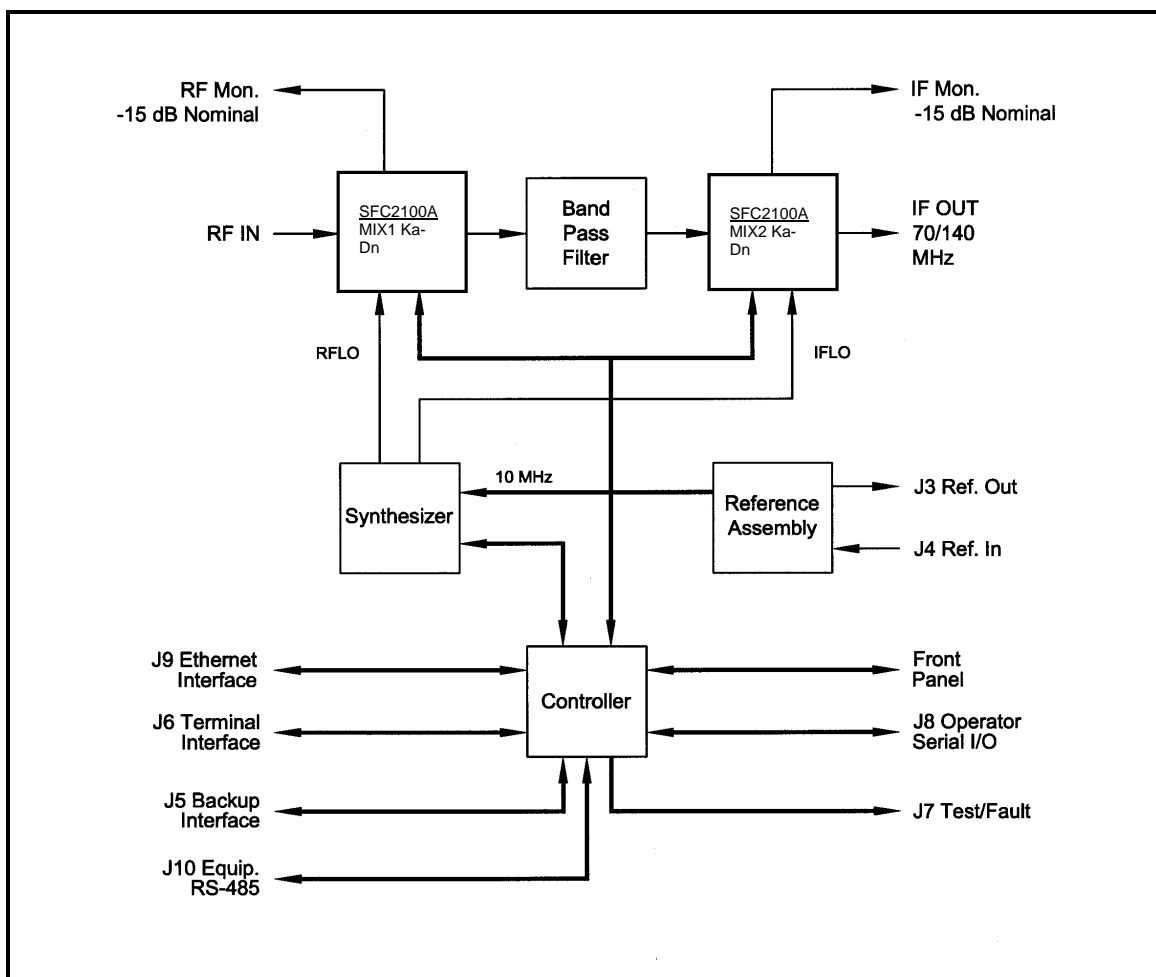 RF Mon.
-15 dB Nominal
IF Mon.
-15 dB Nominal
RF IN
SFC2100A
MIX1 Ka-
Dn
Band
Pass
Filter
SFC2100A
MIX2 Ka-
Dn
IF OUT
70/140
MHz
RFLO
IFLO
10 MHz
Synthesizer
Reference
Assembly
J3 Ref. Out
J4 Ref. In
J9 Ethernet
Interface
J6 Terminal
Interface
J5 Backup
Interface
J10 Equip.
RS-485
Controller
Front
Panel
J8 Operator
Serial I/O
J7 Test/Fault